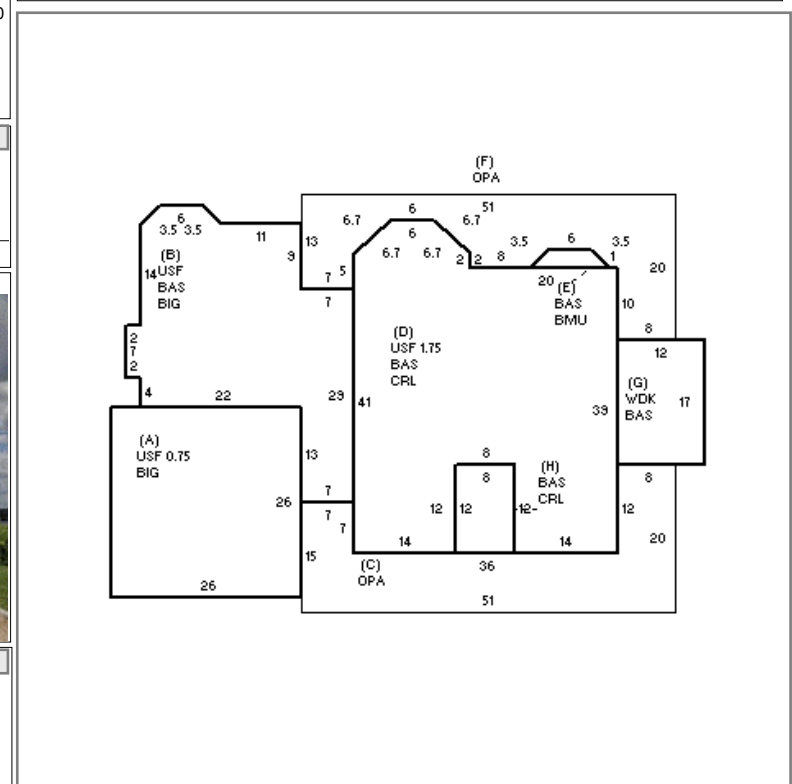 (F)
OPA
51
6
6.7 6.7
6
3.5 3.5
11
13
6
6.7 6.7
5
9
7
7
2 2 8
3.5 6 3.5
1
20
20
10
(B)
14 USF
BAS
BIG
(E)
BAS
BMU
2
7
2
4
22
(D)
USF 1.75
BAS
CRL
29
41
39
8
12
(G)
WDK
BAS
17
8
(A)
USF 0.75
BIG
13
26
7
7
7
15
26
8
8
12 12 -12-
(H)
BAS
CRL
12
20
14
14
(C)
OPA
36
51